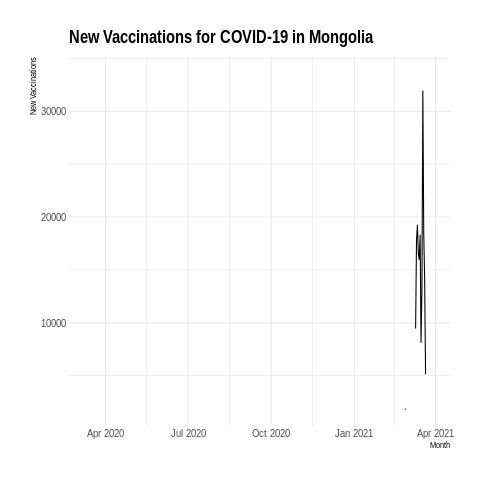 New Vaccinations for COVID-19 in Mongolia
New Vaccinations
30000
20000
10000
Apr 2020 Jul 2020 Oct 2020 Jan 2021 Apr 2021
Month